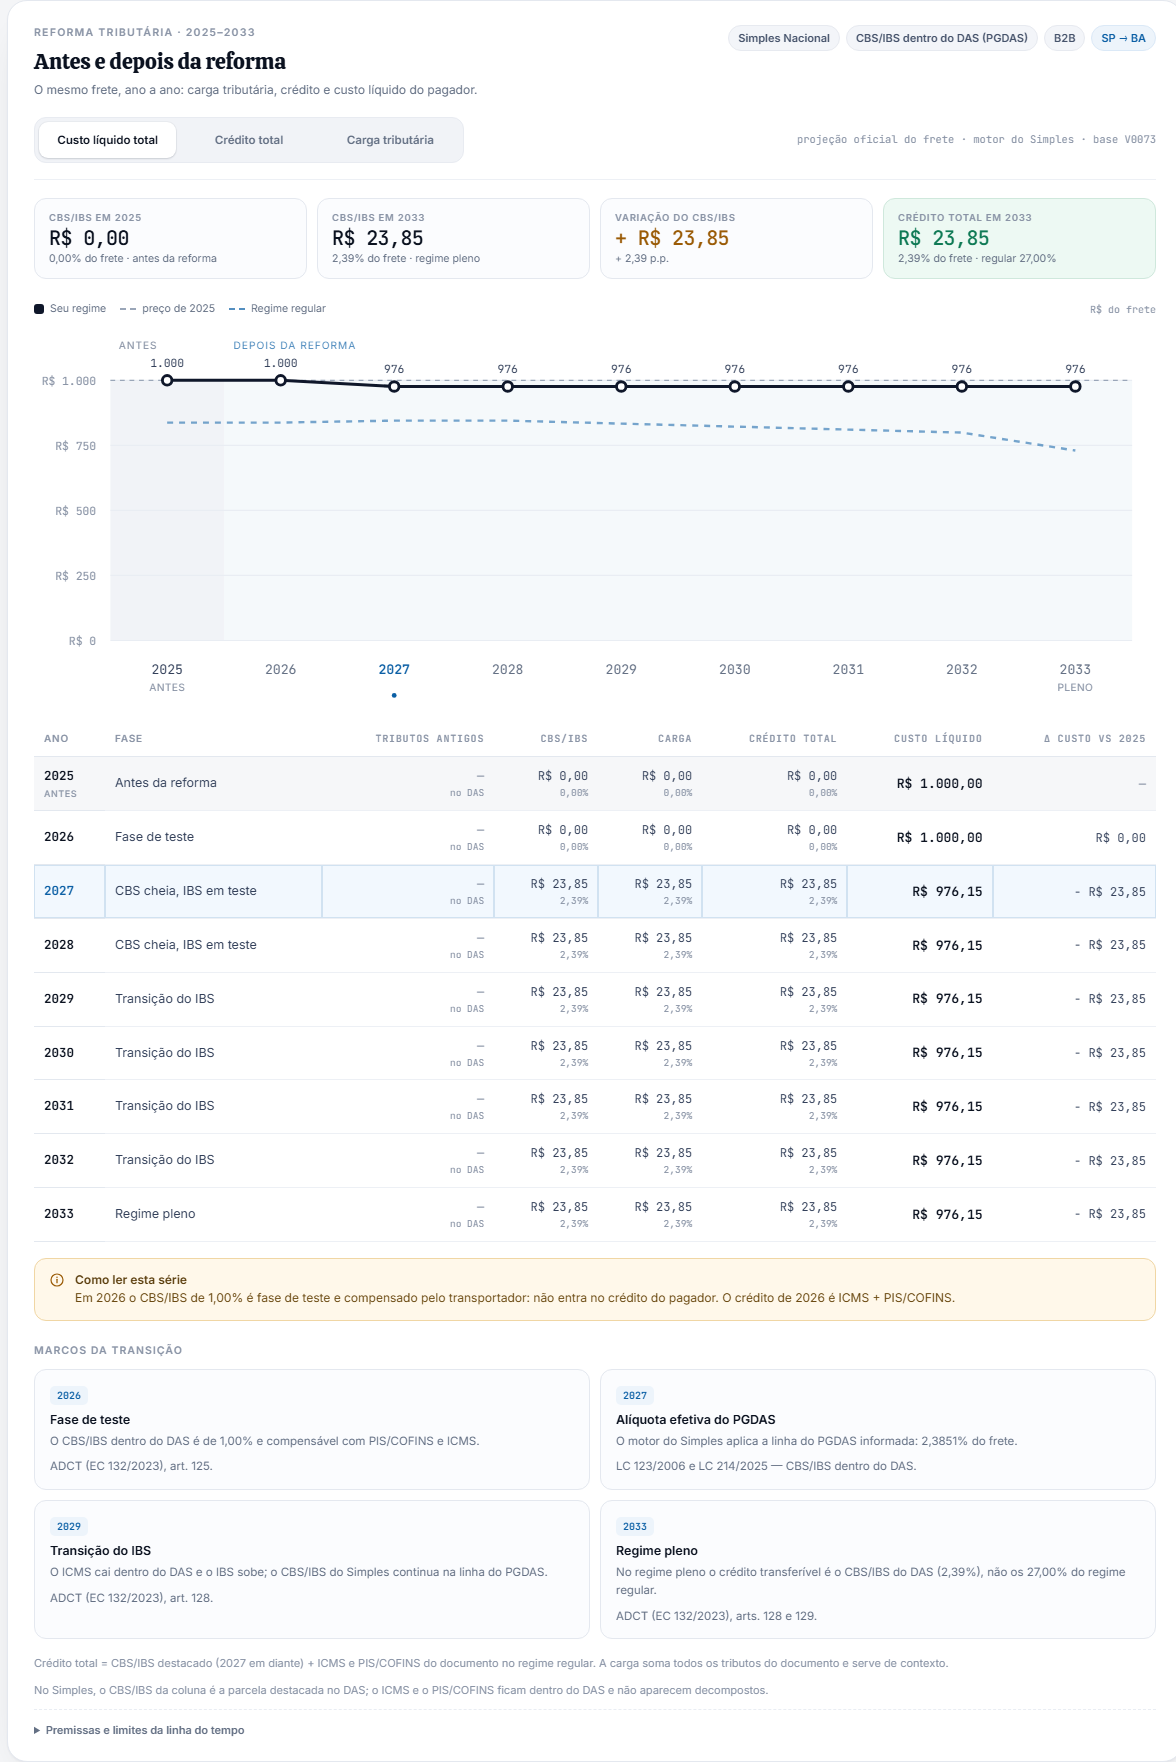 REFORMA TRIBUTÁRIA · 2025–2033
Antes e depois da reforma
O mesmo frete, ano a ano: carga tributária, crédito e custo líquido do pagador.
Simples Nacional
CBS/IBS dentro do DAS (PGDAS)
B2B
SP → BA
Custo líquido total
Crédito total
Carga tributária
projeção oficial do frete · motor do Simples · base V0073
CBS/IBS EM 2025
R$ 0,00
0,00% do frete · antes da reforma
CBS/IBS EM 2033
R$ 23,85
2,39% do frete · regime pleno
VARIAÇÃO DO CBS/IBS
+ R$ 23,85
+ 2,39 p.p.
CRÉDITO TOTAL EM 2033
R$ 23,85
2,39% do frete · regular 27,00%
Seu regime
preço de 2025
Regime regular
R$ do frete
ANTES
DEPOIS DA REFORMA
1.000 1.000 976 976 976 976 976 976 976
R$ 1.000
R$ 750
R$ 500
R$ 250
R$ 0
2025 2026 2027 2028 2029 2030 2031 2032 2033
ANTES PLENO
ANO FASE TRIBUTOS ANTIGOS CBS/IBS CARGA CRÉDITO TOTAL CUSTO LÍQUIDO Δ CUSTO VS 2025
2025 Antes da reforma — R$ 0,00 R$ 0,00 R$ 0,00 R$ 1.000,00 —
ANTES no DAS 0,00% 0,00% 0,00%
2026 Fase de teste — R$ 0,00 R$ 0,00 R$ 0,00 R$ 1.000,00 R$ 0,00
no DAS 0,00% 0,00% 0,00%
2027 CBS cheia, IBS em teste — R$ 23,85 R$ 23,85 R$ 23,85 R$ 976,15 - R$ 23,85
no DAS 2,39% 2,39% 2,39%
2028 CBS cheia, IBS em teste — R$ 23,85 R$ 23,85 R$ 23,85 R$ 976,15 - R$ 23,85
no DAS 2,39% 2,39% 2,39%
2029 Transição do IBS — R$ 23,85 R$ 23,85 R$ 23,85 R$ 976,15 - R$ 23,85
no DAS 2,39% 2,39% 2,39%
2030 Transição do IBS — R$ 23,85 R$ 23,85 R$ 23,85 R$ 976,15 - R$ 23,85
no DAS 2,39% 2,39% 2,39%
2031 Transição do IBS — R$ 23,85 R$ 23,85 R$ 23,85 R$ 976,15 - R$ 23,85
no DAS 2,39% 2,39% 2,39%
2032 Transição do IBS — R$ 23,85 R$ 23,85 R$ 23,85 R$ 976,15 - R$ 23,85
no DAS 2,39% 2,39% 2,39%
2033 Regime pleno — R$ 23,85 R$ 23,85 R$ 23,85 R$ 976,15 - R$ 23,85
no DAS 2,39% 2,39% 2,39%
Como ler esta série
Em 2026 o CBS/IBS de 1,00% é fase de teste e compensado pelo transportador: não entra no crédito do pagador. O crédito de 2026 é ICMS + PIS/COFINS.
MARCOS DA TRANSIÇÃO
2026
Fase de teste
O CBS/IBS dentro do DAS é de 1,00% e compensável com PIS/COFINS e ICMS.
ADCT (EC 132/2023), art. 125.
2027
Alíquota efetiva do PGDAS
O motor do Simples aplica a linha do PGDAS informada: 2,3851% do frete.
LC 123/2006 e LC 214/2025 — CBS/IBS dentro do DAS.
2029
Transição do IBS
O ICMS cai dentro do DAS e o IBS sobe; o CBS/IBS do Simples continua na linha do PGDAS.
ADCT (EC 132/2023), art. 128.
2033
Regime pleno
No regime pleno o crédito transferível é o CBS/IBS do DAS (2,39%), não os 27,00% do regime
regular.
ADCT (EC 132/2023), arts. 128 e 129.
Crédito total = CBS/IBS destacado (2027 em diante) + ICMS e PIS/COFINS do documento no regime regular. A carga soma todos os tributos do documento e serve de contexto.
No Simples, o CBS/IBS da coluna é a parcela destacada no DAS; o ICMS e o PIS/COFINS ficam dentro do DAS e não aparecem decompostos.
Premissas e limites da linha do tempo